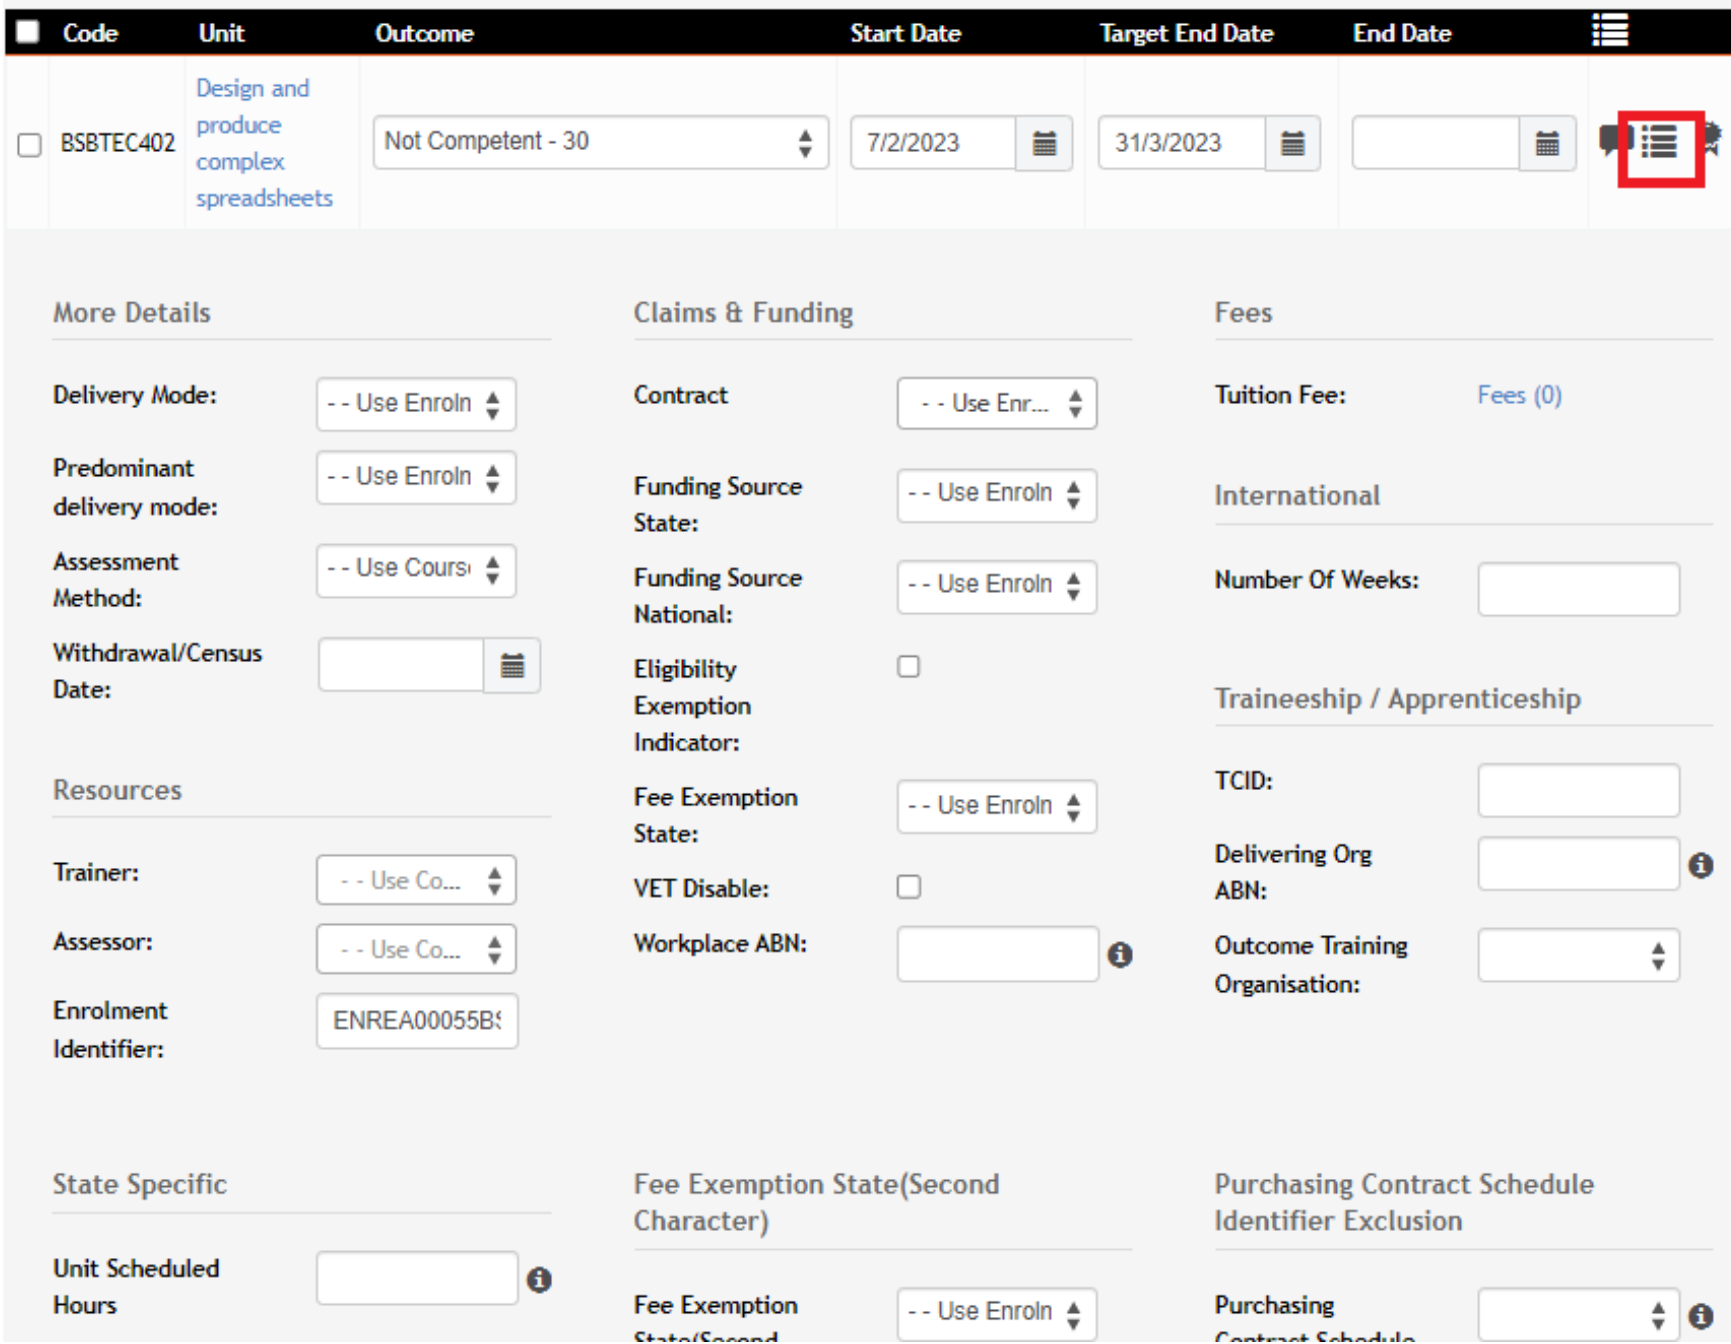 Code Unit Outcome Start Date Target End Date End Date
BSBTEC402
Design and
produce
complex
spreadsheets
Not Competent - 30
7/2/2023
31/3/2023
More Details
Delivery Mode:
- - Use Enroln
Predominant
delivery mode:
- - Use Enroln
Assessment
Method:
- - Use Cours
Withdrawal/Census
Date:
Resources
Trainer:
- - Use Co...
Assessor:
- - Use Co...
Enrolment
Identifier:
ENREA00055BS
State Specific
Unit Scheduled
Hours
Claims & Funding
Contract
- - Use Enr...
Funding Source
State:
- - Use Enroln
Funding Source
National:
- - Use Enroln
Eligibility
Exemption
Indicator:
Fee Exemption
State:
- - Use Enroln
VET Disable:
Workplace ABN:
Fee Exemption State(Second
Character)
Fee Exemption
State(Second
- - Use Enroln
Fees
Tuition Fee:
Fees (0)
International
Number Of Weeks:
Traineeship / Apprenticeship
TCID:
Delivering Org
ABN:
Outcome Training
Organisation:
Purchasing Contract Schedule
Identifier Exclusion
Purchasing
Contract Schedule